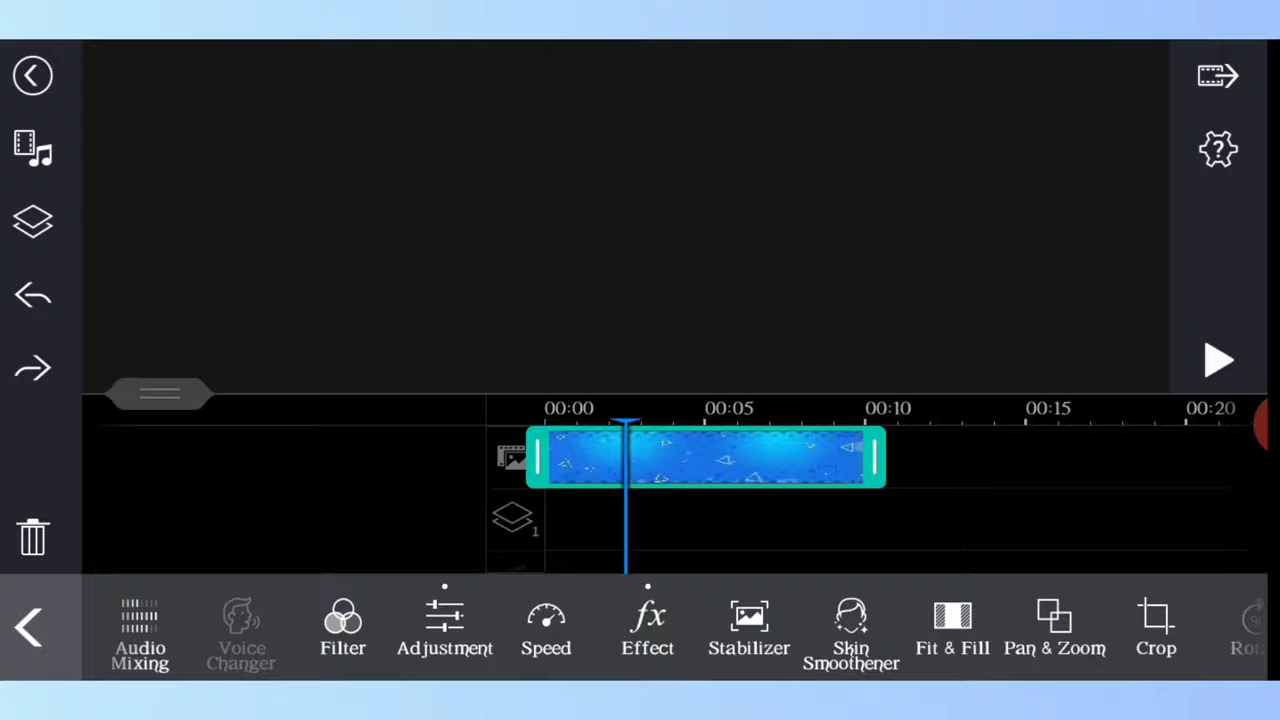 00:00 00:05 00:10 00:15 00:20
1
Audio Mixing
Voice Changer
Filter
Adjustment
Speed
fx
Effect
Stabilizer
Skin Smoothener
Fit & Fill
Pan & Zoom
Crop